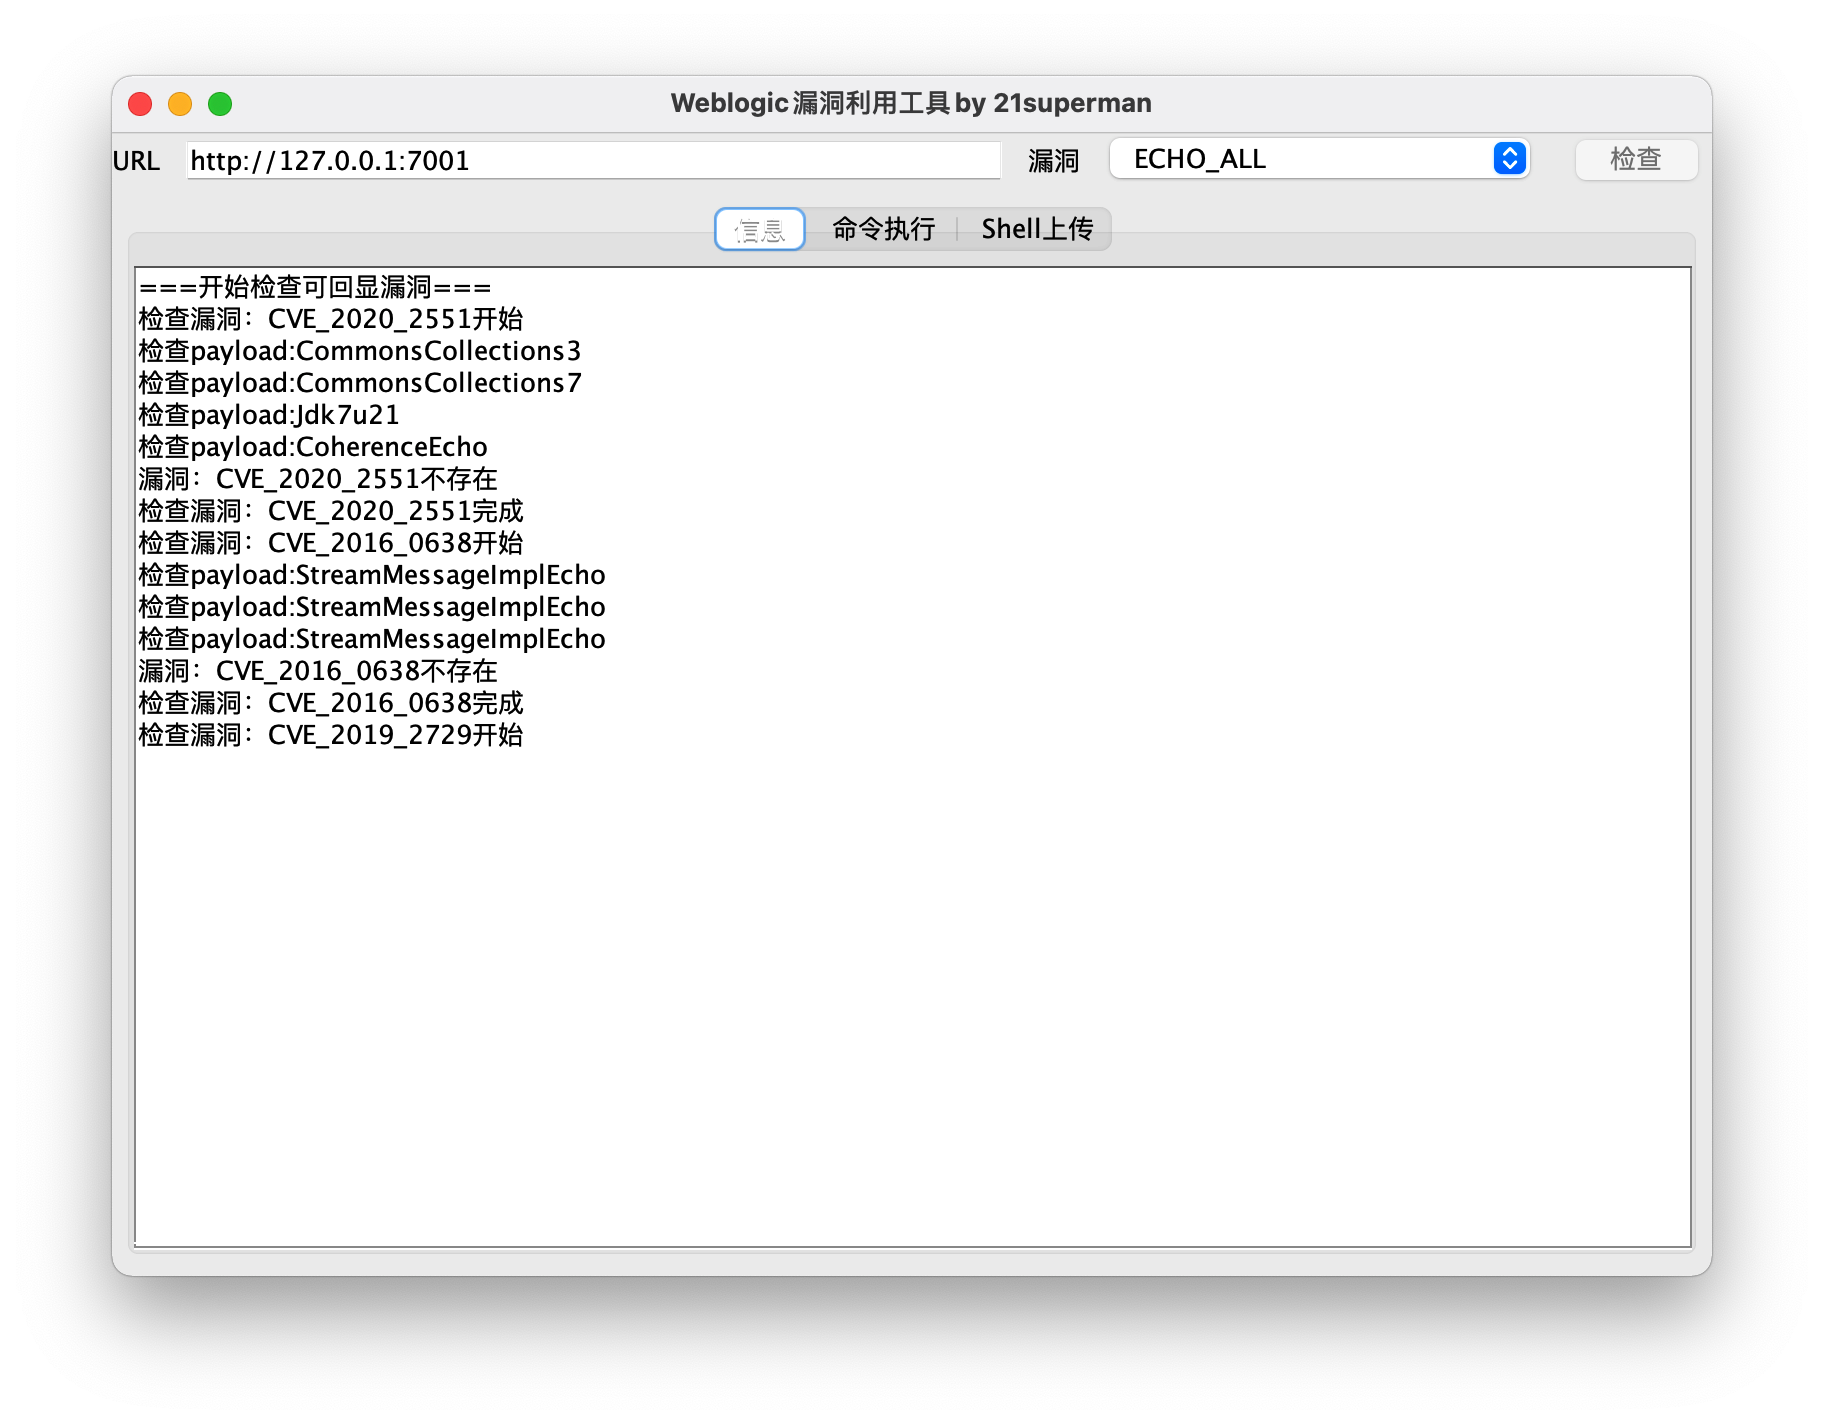 Weblogic漏洞利用工具by 21superman
URL http://127.0.0.1:7001 漏洞 ECHO_ALL 检查
信息 命令执行 Shell上传
===开始检查可回显漏洞===
检查漏洞：CVE_2020_2551开始
检查payload:CommonsCollections3
检查payload:CommonsCollections7
检查payload:Jdk7u21
检查payload:CoherenceEcho
漏洞：CVE_2020_2551不存在
检查漏洞：CVE_2020_2551完成
检查漏洞：CVE_2016_0638开始
检查payload:StreamMessageImplEcho
检查payload:StreamMessageImplEcho
检查payload:StreamMessageImplEcho
漏洞：CVE_2016_0638不存在
检查漏洞：CVE_2016_0638完成
检查漏洞：CVE_2019_2729开始